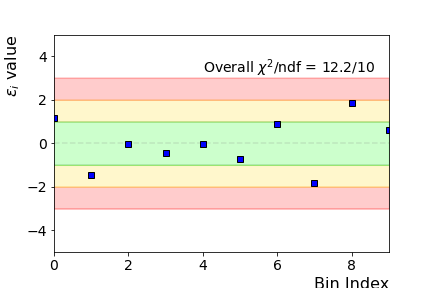 Overall χ²/ndf = 12.2/10
εᵢ value
4
2
0
−2
−4
0 2 4 6 8
Bin Index